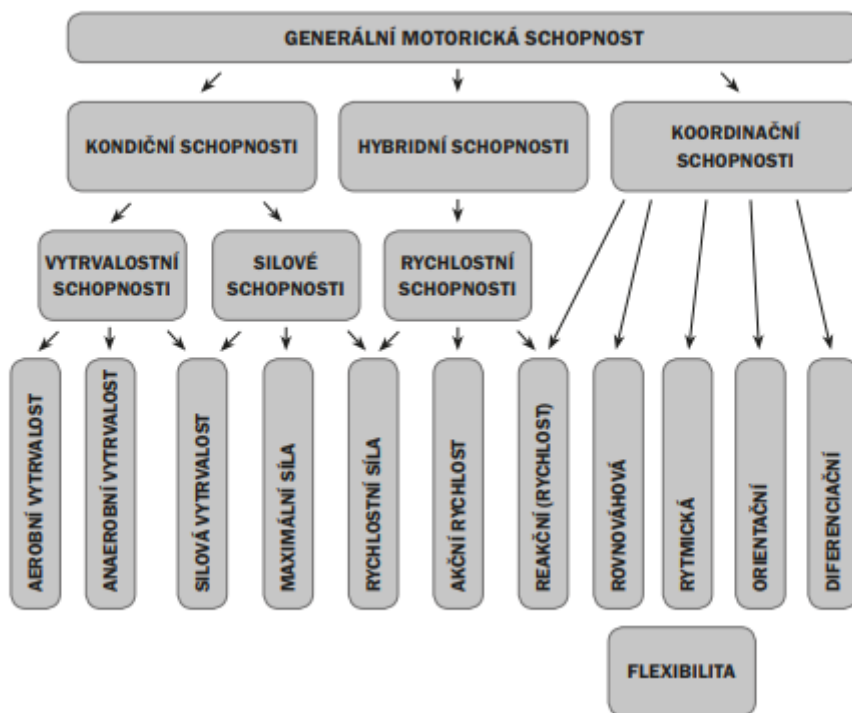 GENERÁLNÍ MOTORICKÁ SCHOPNOST
KONDIČNÍ SCHOPNOSTI
HYBRIDNÍ SCHOPNOSTI
KOORDINAČNÍ
SCHOPNOSTI
VYTRVALOSTNÍ
SCHOPNOSTI
SILOVÉ
SCHOPNOSTI
RYCHLOSTNÍ
SCHOPNOSTI
AEROBNÍ VYTRVALOST
ANAEROBNÍ VYTRVALOST
SILOVÁ VYTRVALOST
MAXIMÁLNÍ SÍLA
RYCHLOSTNÍ SÍLA
AKČNÍ RYCHLOST
REAKČNÍ (RYCHLOST)
ROVNOVÁHOVÁ
RYTMICKÁ
ORIENTAČNÍ
DIFERENCIAČNÍ
FLEXIBILITA